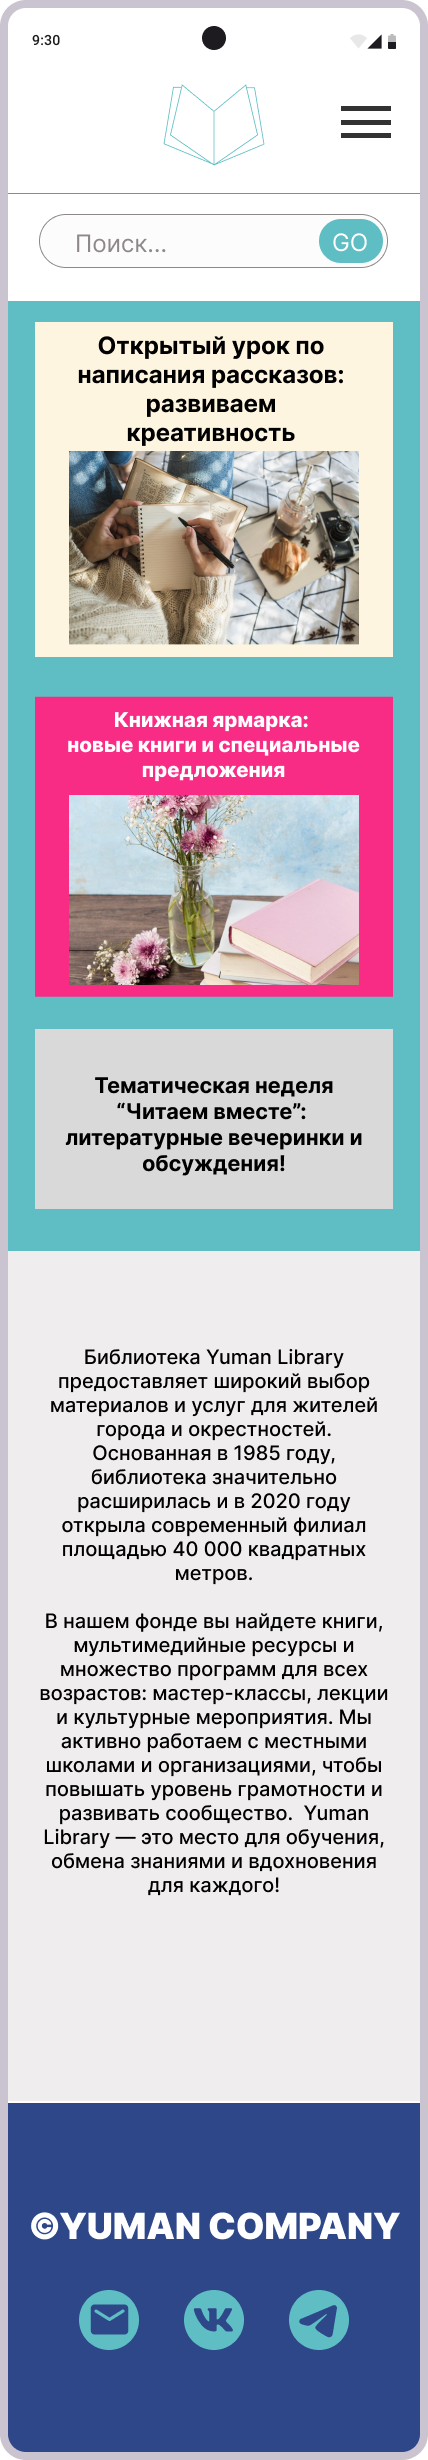 9:30
Поиск...
GO
Открытый урок по
написания рассказов:
развиваем
креативность
Книжная ярмарка:
новые книги и специальные
предложения
Тематическая неделя
“Читаем вместе”:
литературные вечеринки и
обсуждения!
Библиотека Yuman Library
предоставляет широкий выбор
материалов и услуг для жителей
города и окрестностей.
Основанная в 1985 году,
библиотека значительно
расширилась и в 2020 году
открыла современный филиал
площадью 40 000 квадратных
метров.
В нашем фонде вы найдете книги,
мультимедийные ресурсы и
множество программ для всех
возрастов: мастер-классы, лекции
и культурные мероприятия. Мы
активно работаем с местными
школами и организациями, чтобы
повышать уровень грамотности и
развивать сообщество.  Yuman
Library — это место для обучения,
обмена знаниями и вдохновения
для каждого!
©YUMAN COMPANY